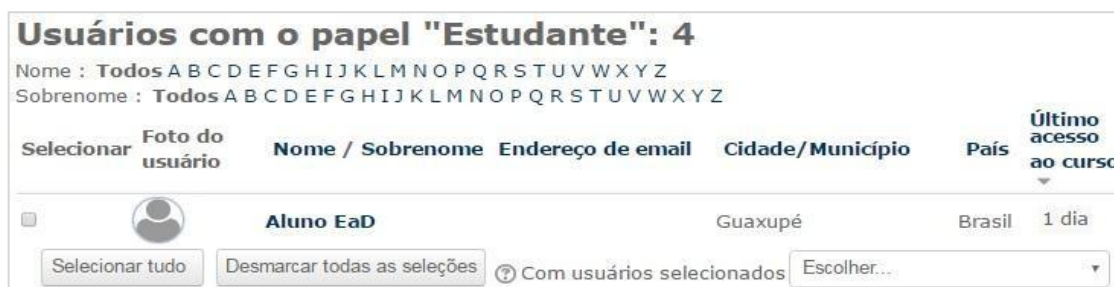 Usuários com o papel "Estudante": 4
Nome : Todos A B C D E F G H I J K L M N O P Q R S T U V W X Y Z
Sobrenome : Todos A B C D E F G H I J K L M N O P Q R S T U V W X Y Z
Selecionar Foto do usuário Nome / Sobrenome Endereço de email Cidade/Município País Último acesso ao curso
Aluno EaD Guaxupé Brasil 1 dia
Selecionar tudo Desmarcar todas as seleções Com usuários selecionados Escolher...